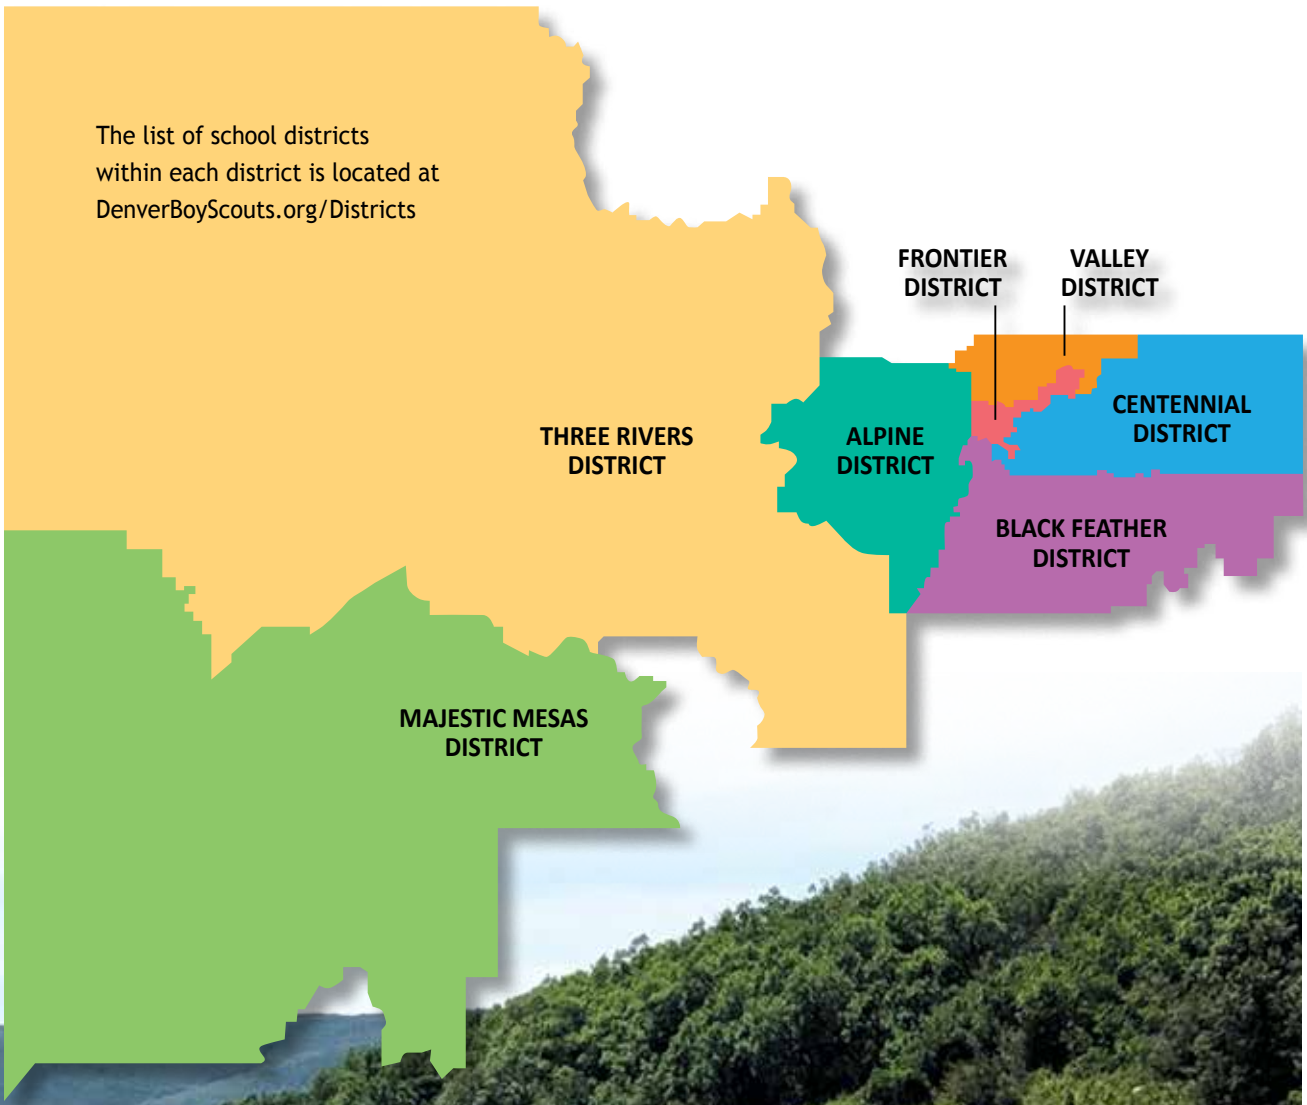 The list of school districts
within each district is located at
DenverBoyScouts.org/Districts
FRONTIER
DISTRICT
VALLEY
DISTRICT
THREE RIVERS
DISTRICT
ALPINE
DISTRICT
CENTENNIAL
DISTRICT
BLACK FEATHER
DISTRICT
MAJESTIC MESAS
DISTRICT